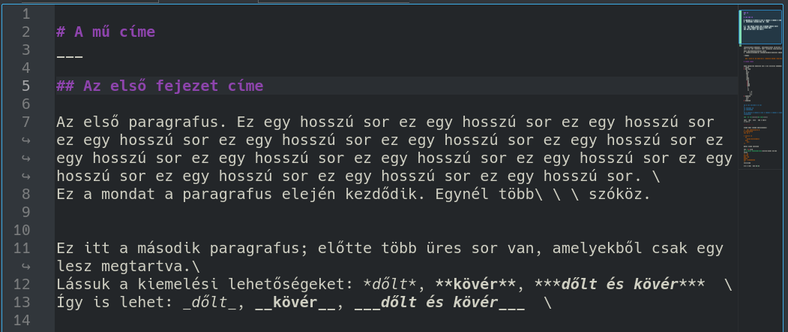 1
2 # A mű címe
3 ---
4
5 ## Az első fejezet címe
6
7 Az első paragrafus. Ez egy hosszú sor ez egy hosszú sor ez egy hosszú sor
↪ ez egy hosszú sor ez egy hosszú sor ez egy hosszú sor ez egy hosszú sor ez
↪ egy hosszú sor ez egy hosszú sor ez egy hosszú sor ez egy hosszú sor ez egy
↪ hosszú sor ez egy hosszú sor ez egy hosszú sor ez egy hosszú sor. \
8 Ez a mondat a paragrafus elején kezdődik. Egynél több\ \ \ szóköz.
9
10
11 Ez itt a második paragrafus; előtte több üres sor van, amelyekből csak egy
↪ lesz megtartva.\
12 Lássuk a kiemelési lehetőségeket: *dőlt*, **kövér**, ***dőlt és kövér*** \
13 Így is lehet: _dőlt_, __kövér__, ___dőlt és kövér___ \
14